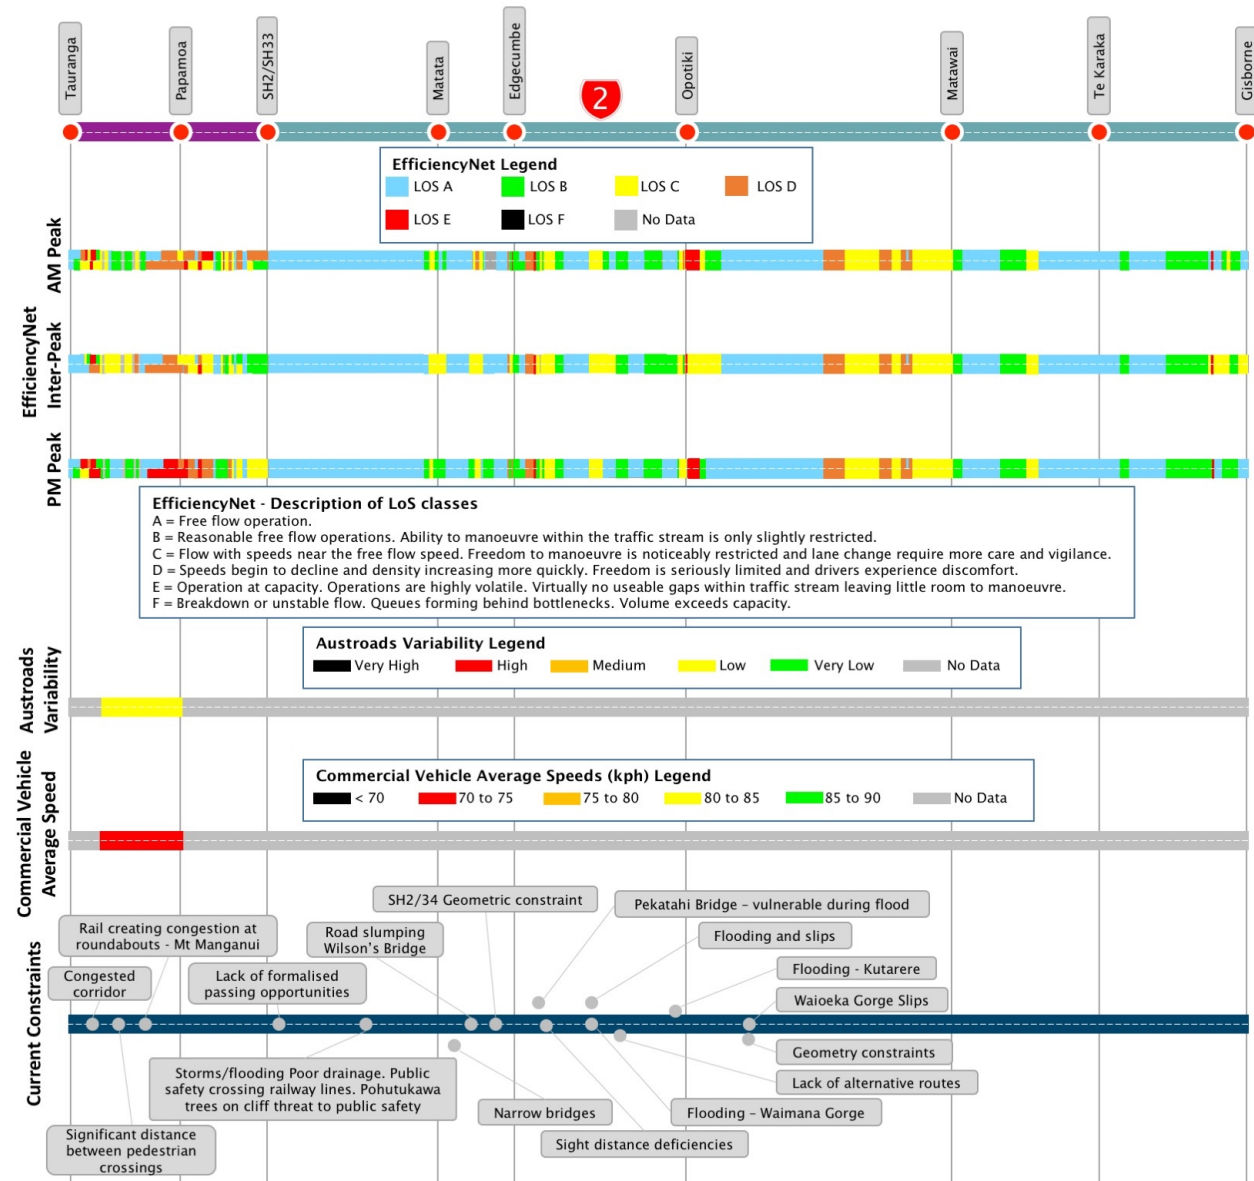 Tauranga
Papamoa
SH2/SH33
Matata
Edgecumbe
2
Opotiki
Matawai
Te Karaka
Gisborne
EfficiencyNet Legend
LOS A
LOS B
LOS C
LOS D
LOS E
LOS F
No Data
EfficiencyNet
AM Peak
Inter-Peak
PM Peak
EfficiencyNet - Description of LoS classes
A = Free flow operation.
B = Reasonable free flow operations. Ability to manoeuvre within the traffic stream is only slightly restricted.
C = Flow with speeds near the free flow speed. Freedom to manoeuvre is noticeably restricted and lane change require more care and vigilance.
D = Speeds begin to decline and density increasing more quickly. Freedom is seriously limited and drivers experience discomfort.
E = Operation at capacity. Operations are highly volatile. Virtually no useable gaps within traffic stream leaving little room to manoeuvre.
F = Breakdown or unstable flow. Queues forming behind bottlenecks. Volume exceeds capacity.
Austroads Variability Legend
Very High
High
Medium
Low
Very Low
No Data
Austroads
Variability
Commercial Vehicle Average Speeds (kph) Legend
< 70
70 to 75
75 to 80
80 to 85
85 to 90
No Data
Commercial Vehicle
Average Speed
SH2/34 Geometric constraint
Pekatahi Bridge – vulnerable during flood
Rail creating congestion at
roundabouts - Mt Manganui
Road slumping
Wilson's Bridge
Flooding and slips
Congested
corridor
Lack of formalised
passing opportunities
Flooding - Kutarere
Waioeka Gorge Slips
Current Constraints
Geometry constraints
Storms/flooding Poor drainage. Public
safety crossing railway lines. Pohutukawa
trees on cliff threat to public safety
Lack of alternative routes
Narrow bridges
Flooding – Waimana Gorge
Significant distance
between pedestrian
crossings
Sight distance deficiencies